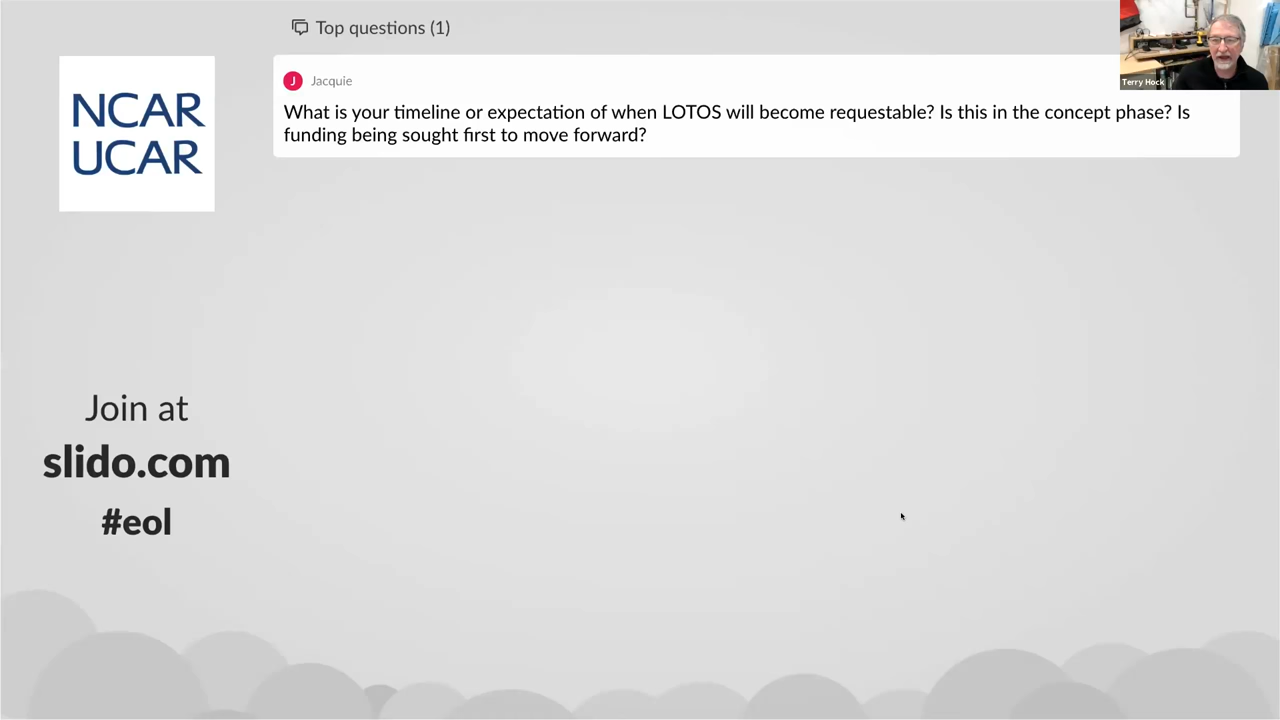 Top questions (1)
NCAR
UCAR
J
Jacquie
What is your timeline or expectation of when LOTOS will become requestable? Is this in the concept phase? Is
funding being sought first to move forward?
Terry Hock
Join at
slido.com
#eol